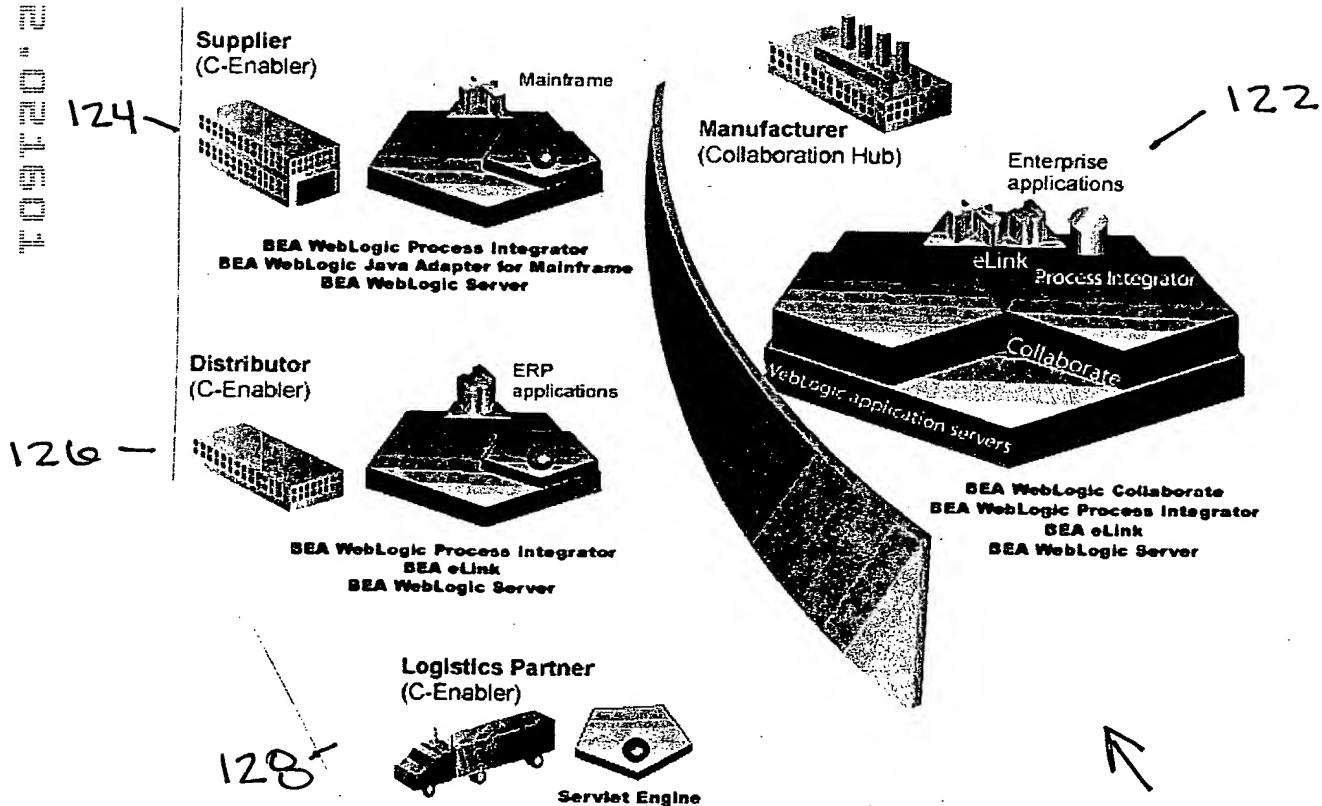 Supplier
(C-Enabler)
Mainframe
124
BEA WebLogic Process Integrator
BEA WebLogic Java Adapter for Mainframe
BEA WebLogic Server
Manufacturer
(Collaboration Hub)
122
Enterprise
applications
eLink
Process Integrator
Collaborate
WebLogic application servers
BEA WebLogic Collaborate
BEA WebLogic Process Integrator
BEA eLink
BEA WebLogic Server
Distributor
(C-Enabler)
ERP
applications
126
BEA WebLogic Process Integrator
BEA eLink
BEA WebLogic Server
Logistics Partner
(C-Enabler)
128
Servlet Engine